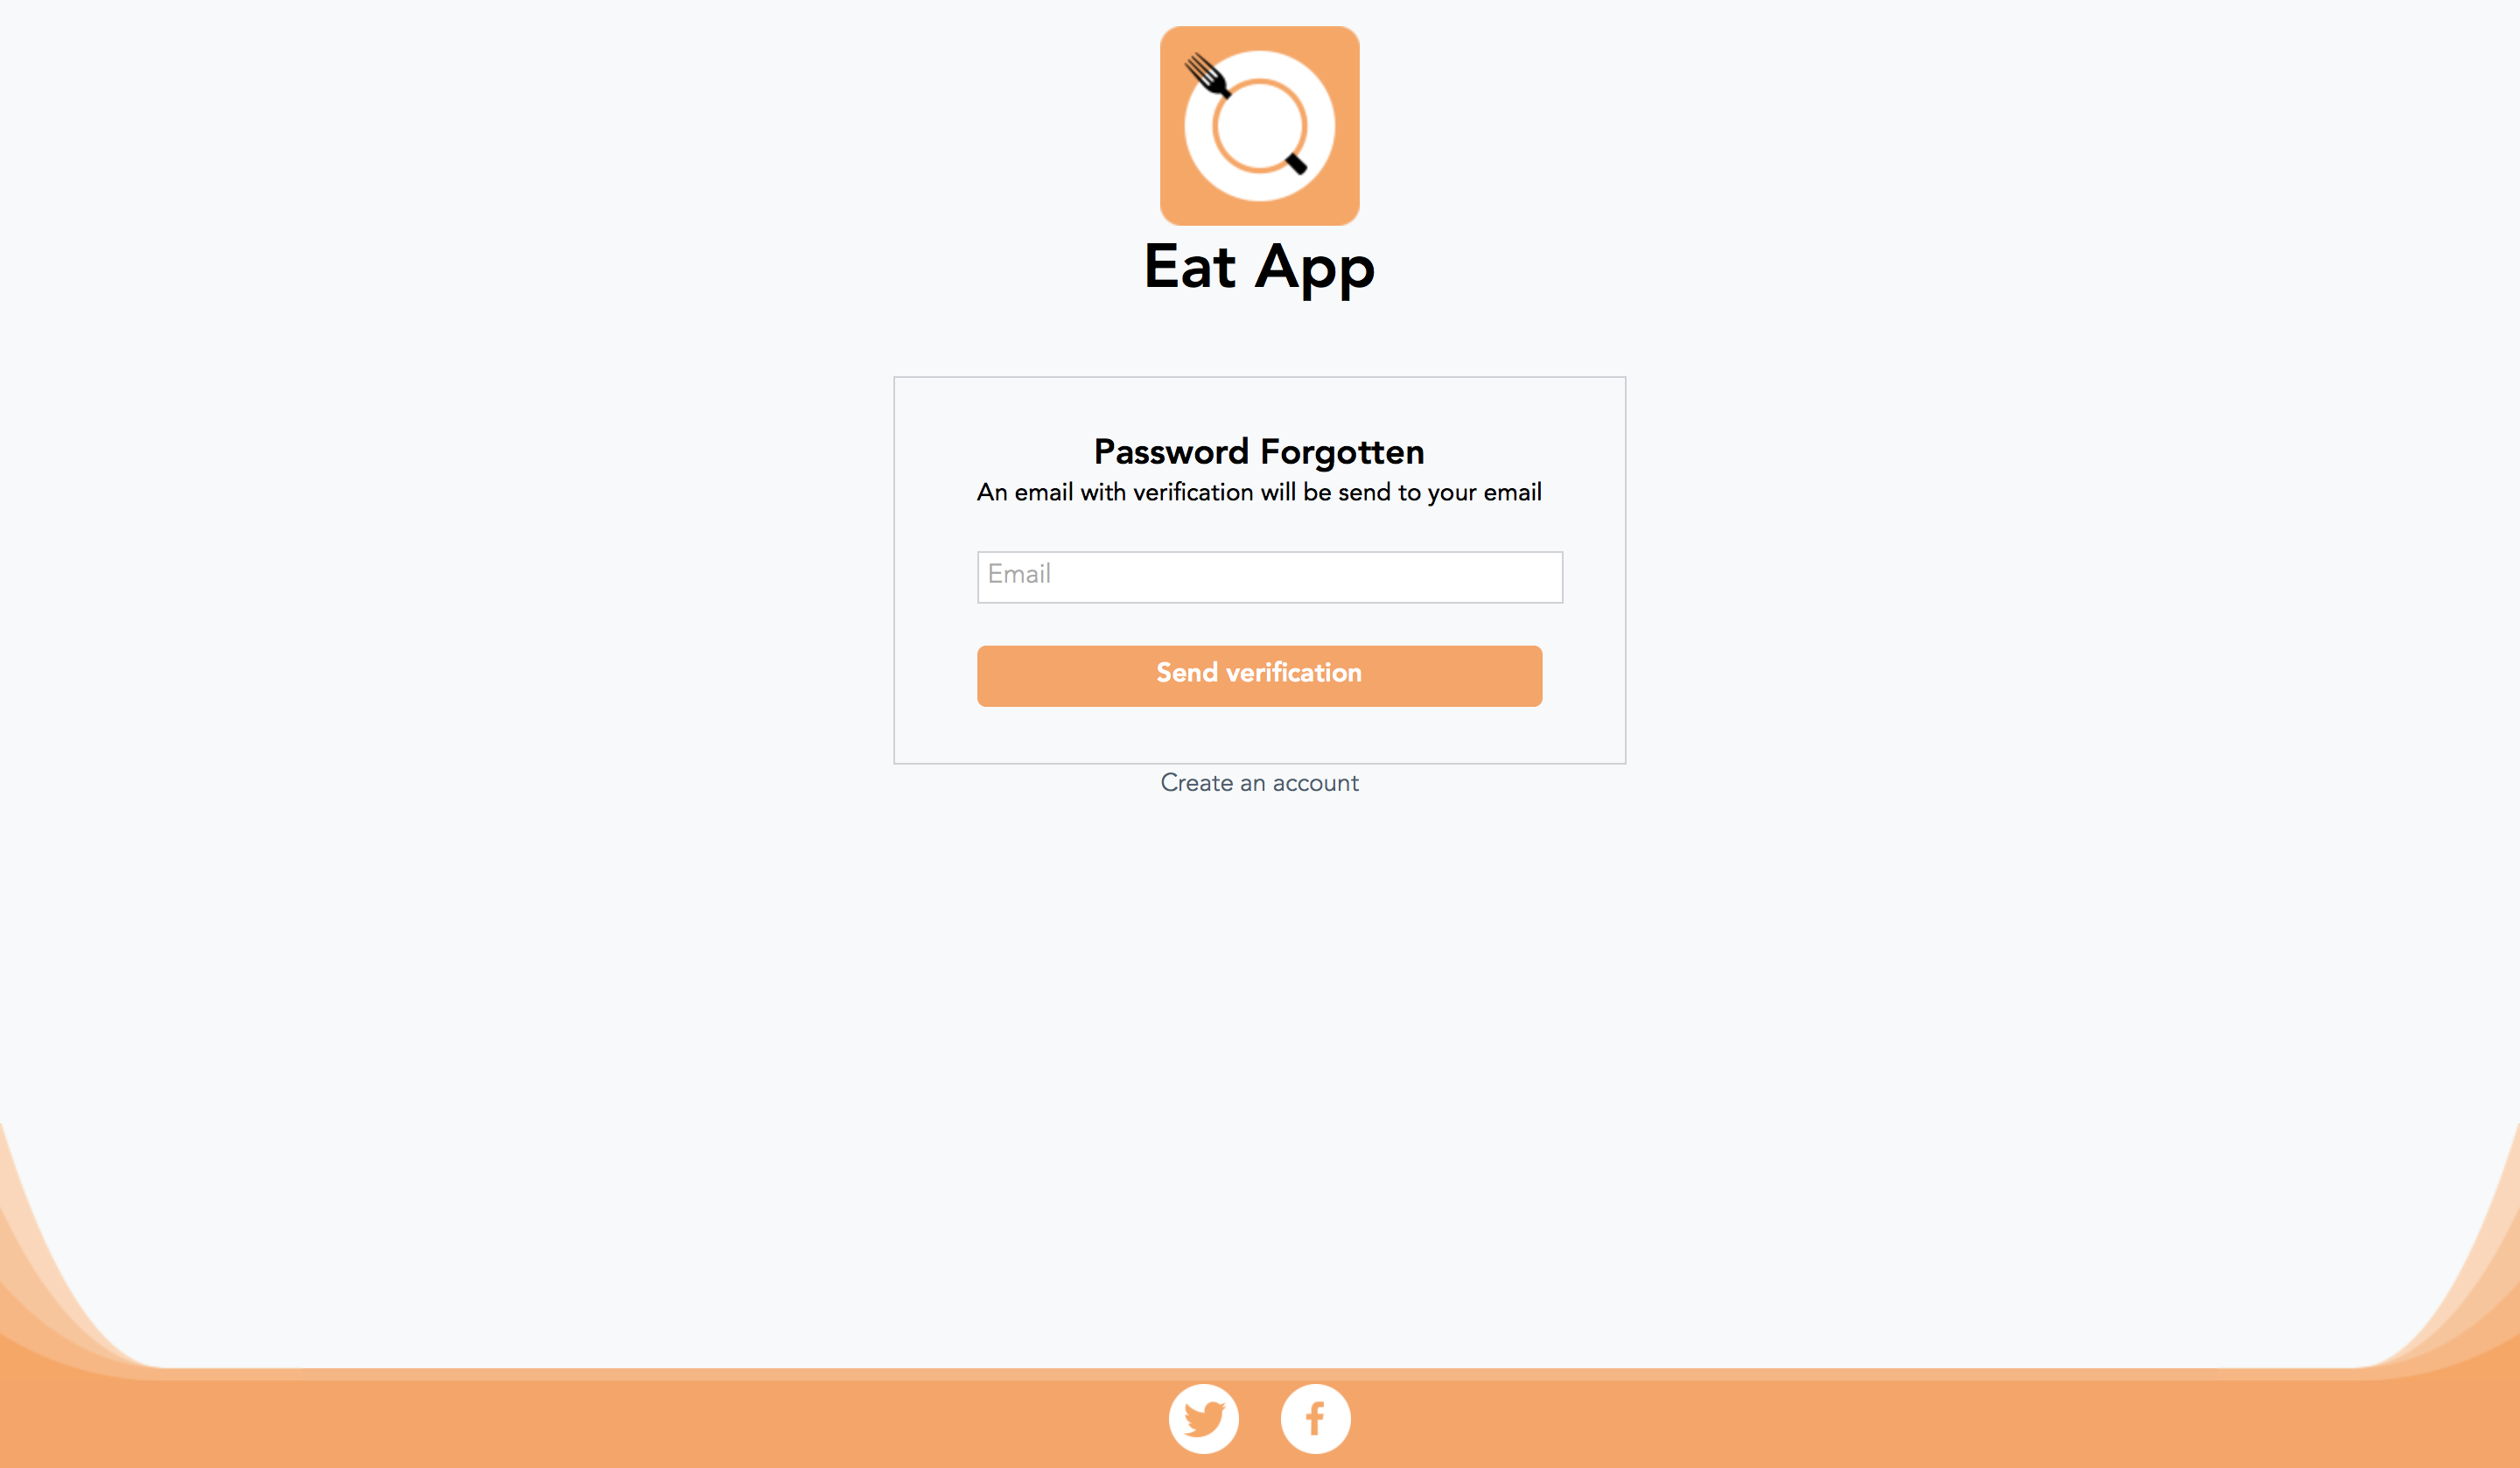 Eat App
Password Forgotten
An email with verification will be send to your email
Email
Send verification
Create an account